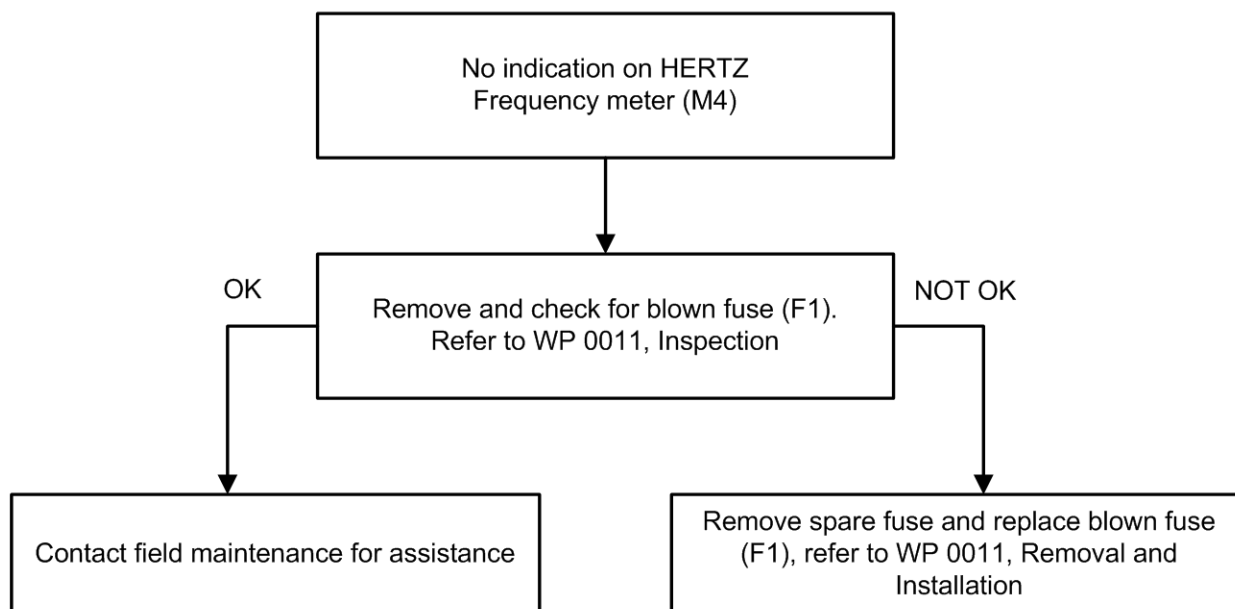 No indication on HERTZ
Frequency meter (M4)
OK
NOT OK
Remove and check for blown fuse (F1).
Refer to WP 0011, Inspection
Contact field maintenance for assistance
Remove spare fuse and replace blown fuse
(F1), refer to WP 0011, Removal and
Installation